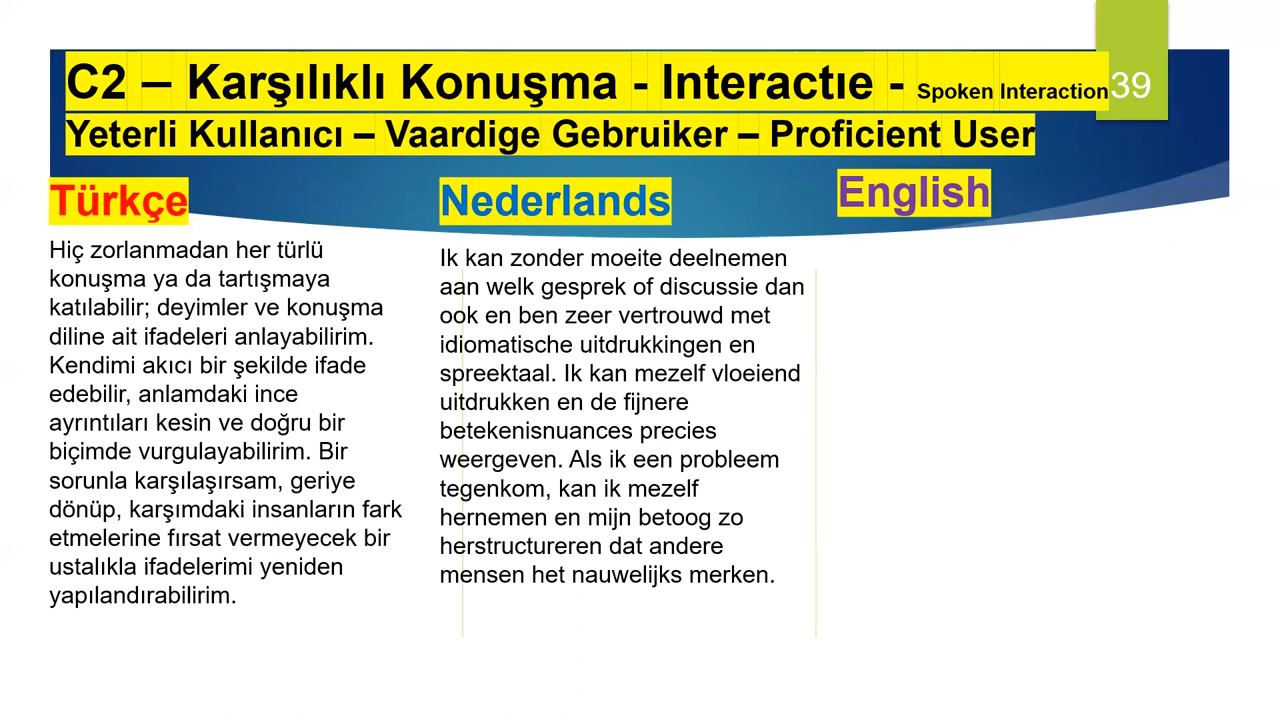 C2 – Karşılıklı Konuşma - Interactıe - Spoken Interaction
39
Yeterli Kullanıcı – Vaardige Gebruiker – Proficient User
Türkçe
Hiç zorlanmadan her türlü
konuşma ya da tartışmaya
katılabilir; deyimler ve konuşma
diline ait ifadeleri anlayabilirim.
Kendimi akıcı bir şekilde ifade
edebilir, anlamdaki ince
ayrıntıları kesin ve doğru bir
biçimde vurgulayabilirim. Bir
sorunla karşılaşırsam, geriye
dönüp, karşımdaki insanların fark
etmelerine fırsat vermeyecek bir
ustalıkla ifadelerimi yeniden
yapılandırabilirim.
Nederlands
Ik kan zonder moeite deelnemen
aan welk gesprek of discussie dan
ook en ben zeer vertrouwd met
idiomatische uitdrukkingen en
spreektaal. Ik kan mezelf vloeiend
uitdrukken en de fijnere
betekenisnuances precies
weergeven. Als ik een probleem
tegenkom, kan ik mezelf
hernemen en mijn betoog zo
herstructureren dat andere
mensen het nauwelijks merken.
English